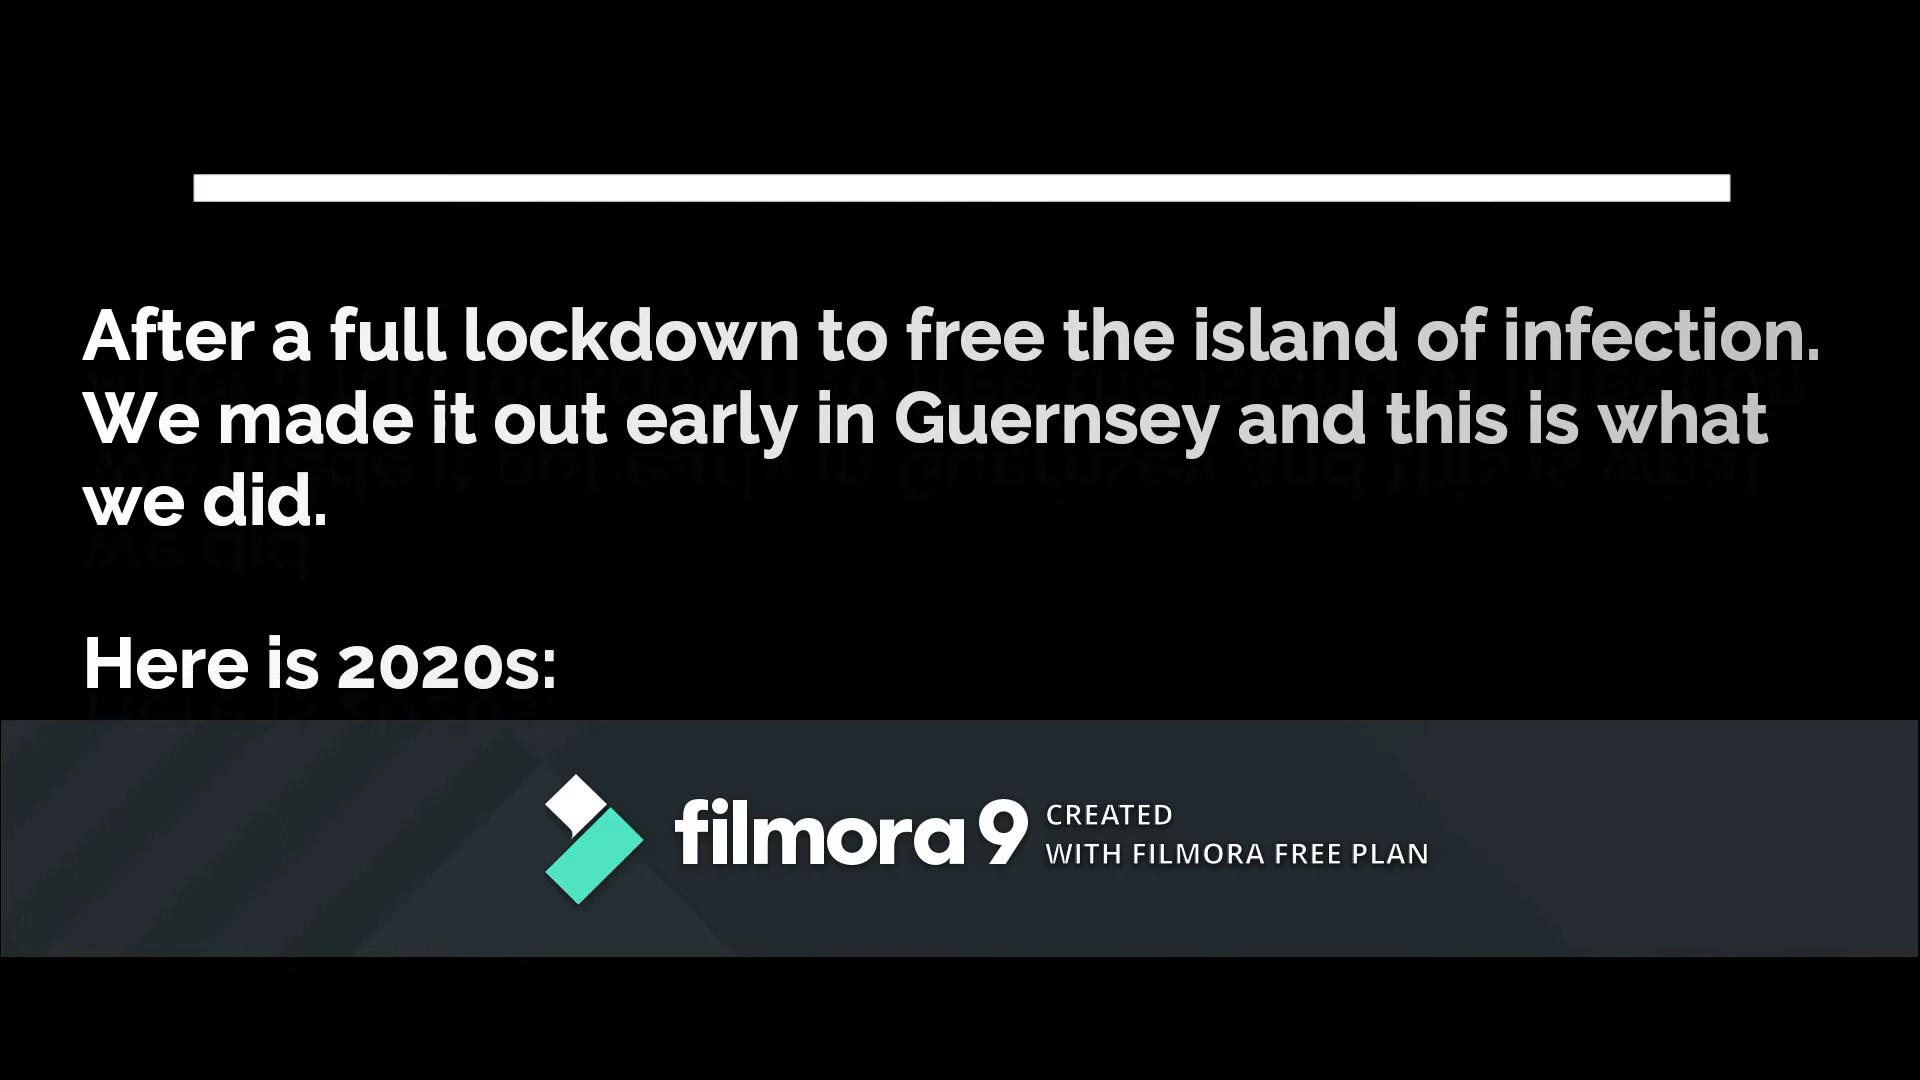 After a full lockdown to free the island of infection.
We made it out early in Guernsey and this is what
we did.
Here is 2020s:
filmora 9
CREATED
WITH FILMORA FREE PLAN